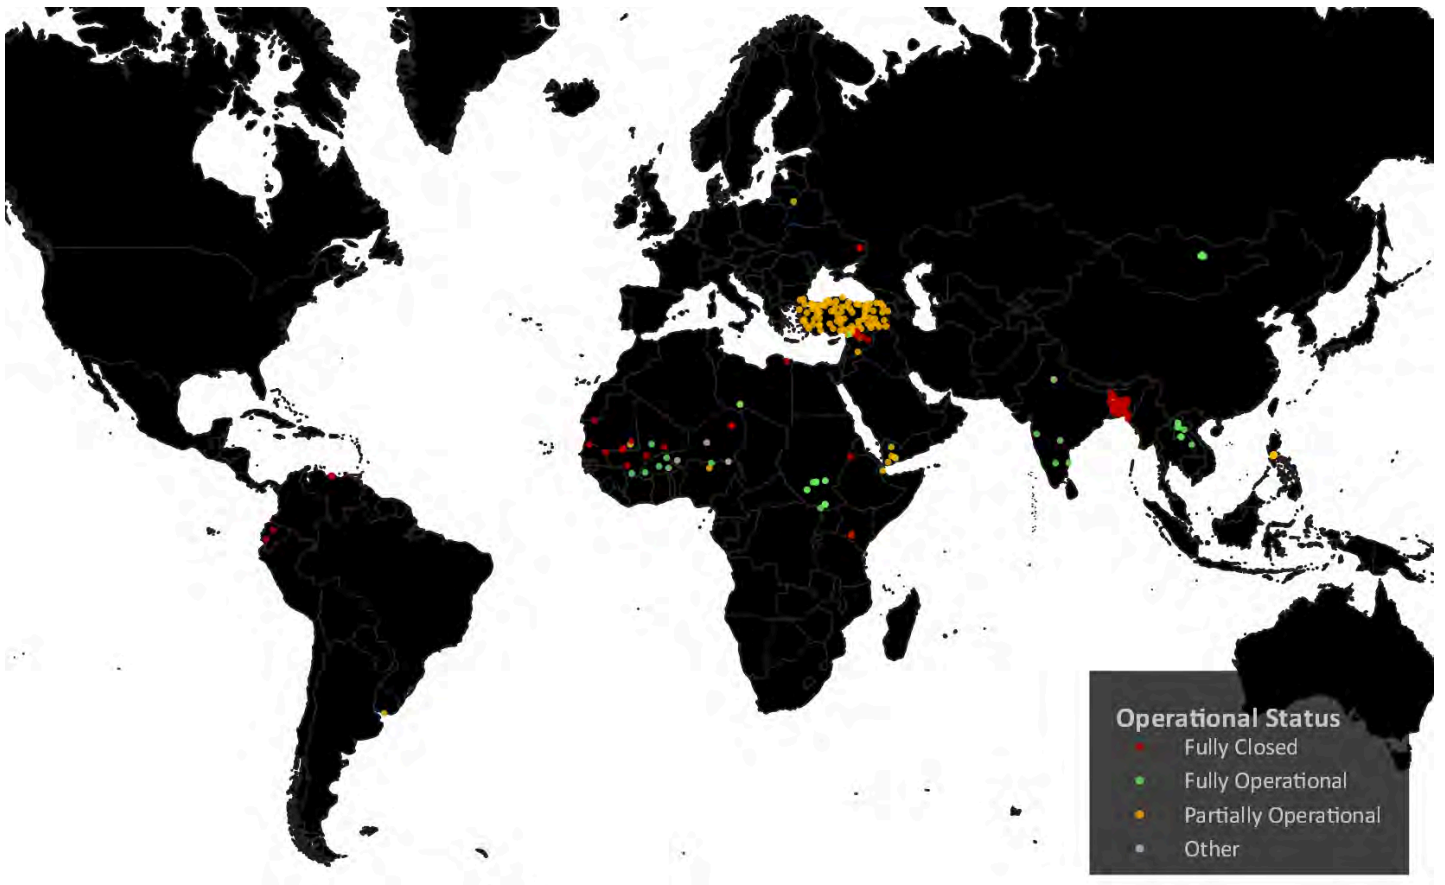 Operational Status
Fully Closed
Fully Operational
Partially Operational
Other